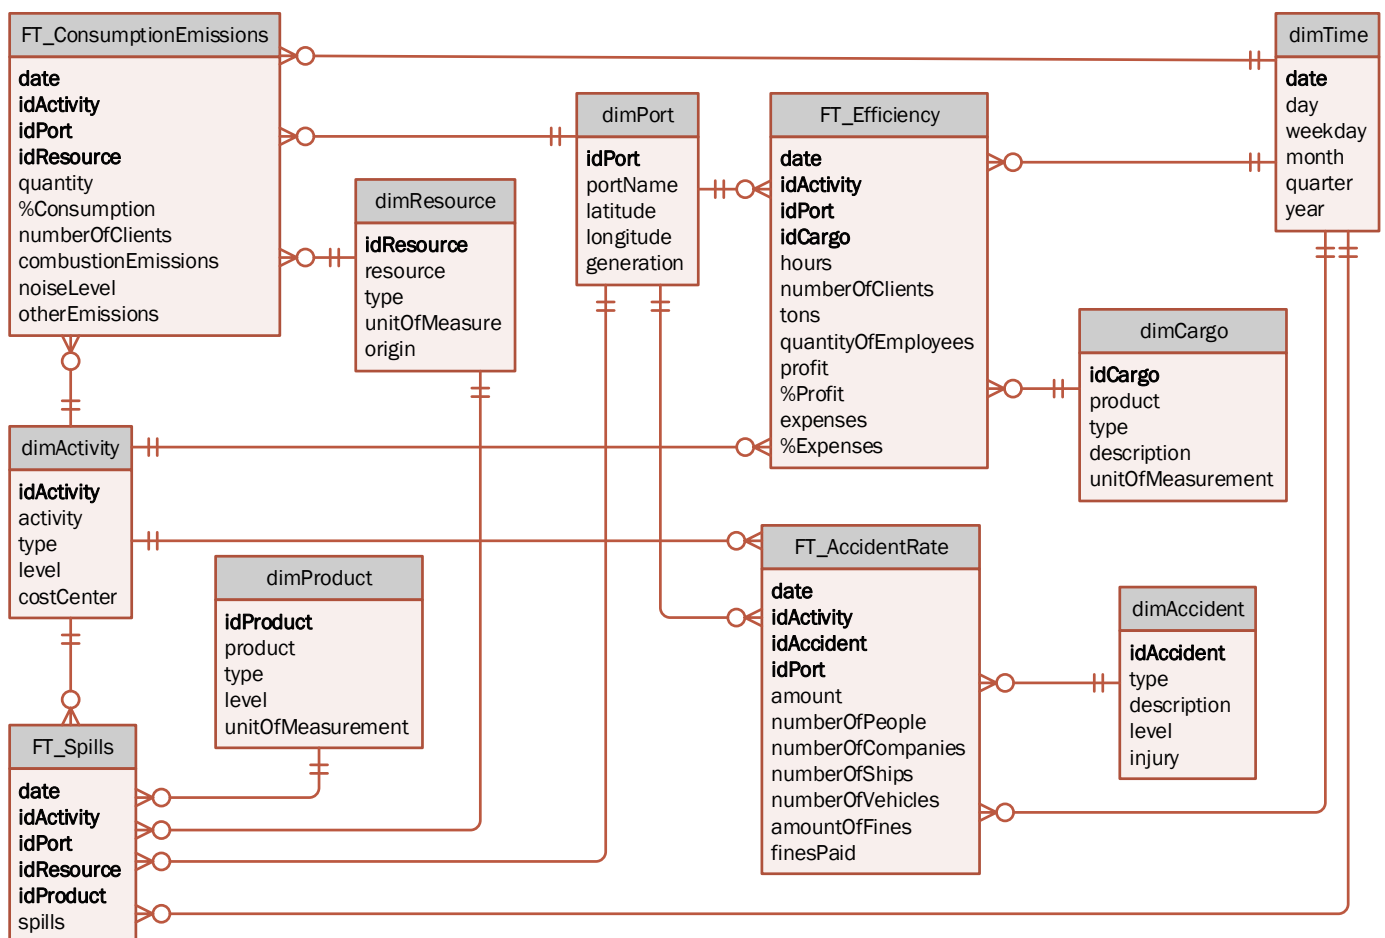 FT_ConsumptionEmissions
date
idActivity
idPort
idResource
quantity
%Consumption
numberOfClients
combustionEmissions
noiseLevel
otherEmissions
dimTime
date
day
weekday
month
quarter
year
dimPort
idPort
portName
latitude
longitude
generation
FT_Efficiency
date
idActivity
idPort
idCargo
hours
numberOfClients
tons
quantityOfEmployees
profit
%Profit
expenses
%Expenses
dimResource
idResource
resource
type
unitOfMeasure
origin
dimCargo
idCargo
product
type
description
unitOfMeasurement
dimActivity
idActivity
activity
type
level
costCenter
dimProduct
idProduct
product
type
level
unitOfMeasurement
FT_AccidentRate
date
idActivity
idAccident
idPort
amount
numberOfPeople
numberOfCompanies
numberOfShips
numberOfVehicles
amountOfFines
finesPaid
dimAccident
idAccident
type
description
level
injury
FT_Spills
date
idActivity
idPort
idResource
idProduct
spills